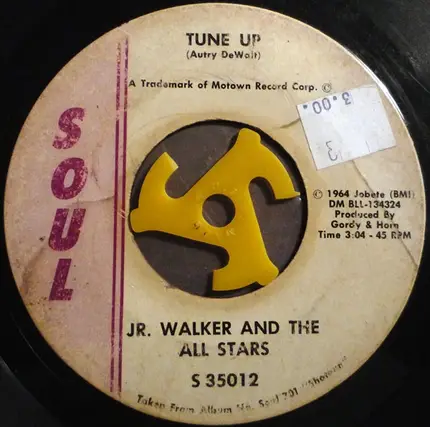 TUNE UP
(Autry DeWalt)
A Trademark of Motown Record Corp. ©
3.00.
3
SOUL
© 1964 Jobete (BMI)
DM BLL-134324
Produced By
Gordy & Horn
Time 3:04 - 45 RPM
JR. WALKER AND THE
ALL STARS
S 35012
Taken From Album No. Soul 701 "Shotgun"